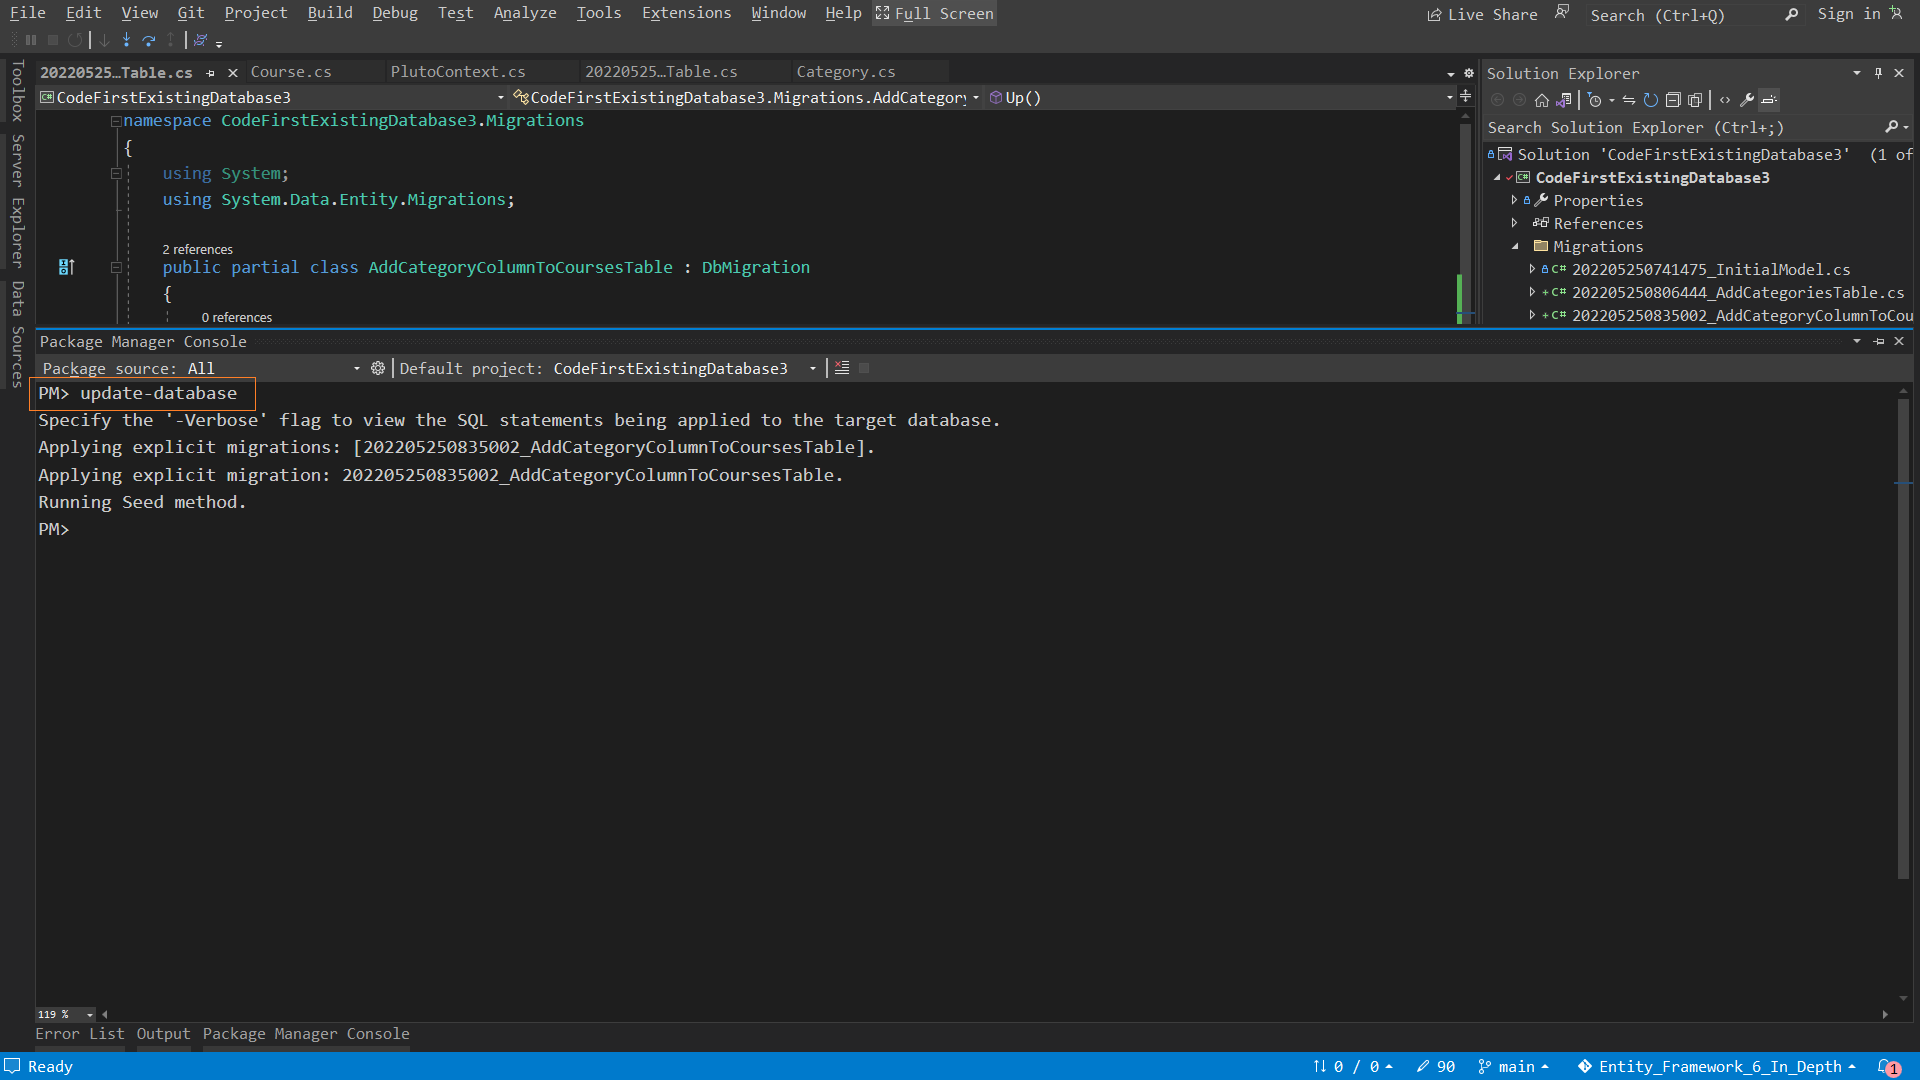 File Edit View Git Project Build Debug Test Analyze Tools Extensions Window Help Full Screen Live Share Search (Ctrl+Q) Sign in
20220525…Table.cs Course.cs PlutoContext.cs 20220525…Table.cs Category.cs
CodeFirstExistingDatabase3 CodeFirstExistingDatabase3.Migrations.AddCategory Up()
namespace CodeFirstExistingDatabase3.Migrations
{
using System;
using System.Data.Entity.Migrations;
2 references
public partial class AddCategoryColumnToCoursesTable : DbMigration
{
0 references
Toolbox
Server Explorer
Data Sources
Solution Explorer
Search Solution Explorer (Ctrl+;)
Solution 'CodeFirstExistingDatabase3' (1 of
CodeFirstExistingDatabase3
Properties
References
Migrations
202205250741475_InitialModel.cs
202205250806444_AddCategoriesTable.cs
202205250835002_AddCategoryColumnToCou
Package Manager Console
Package source: All Default project: CodeFirstExistingDatabase3
PM> update-database
Specify the '-Verbose' flag to view the SQL statements being applied to the target database.
Applying explicit migrations: [202205250835002_AddCategoryColumnToCoursesTable].
Applying explicit migration: 202205250835002_AddCategoryColumnToCoursesTable.
Running Seed method.
PM>
119 %
Error List Output Package Manager Console
Ready 0 / 0 90 main Entity_Framework_6_In_Depth 1